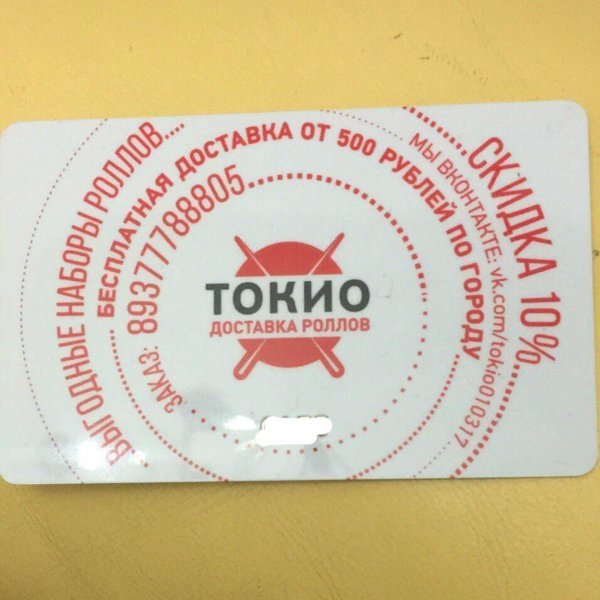 ВЫГОДНЫЕ НАБОРЫ РОЛЛОВ....
БЕСПЛАТНАЯ ДОСТАВКА ОТ 500 РУБЛЕЙ ПО ГОРОДУ
ЗАКАЗ: 89377788805
СКИДКА 10%
МЫ ВКОНТАКТЕ: vk.com/tokio010317
ТОКИО
ДОСТАВКА РОЛЛОВ